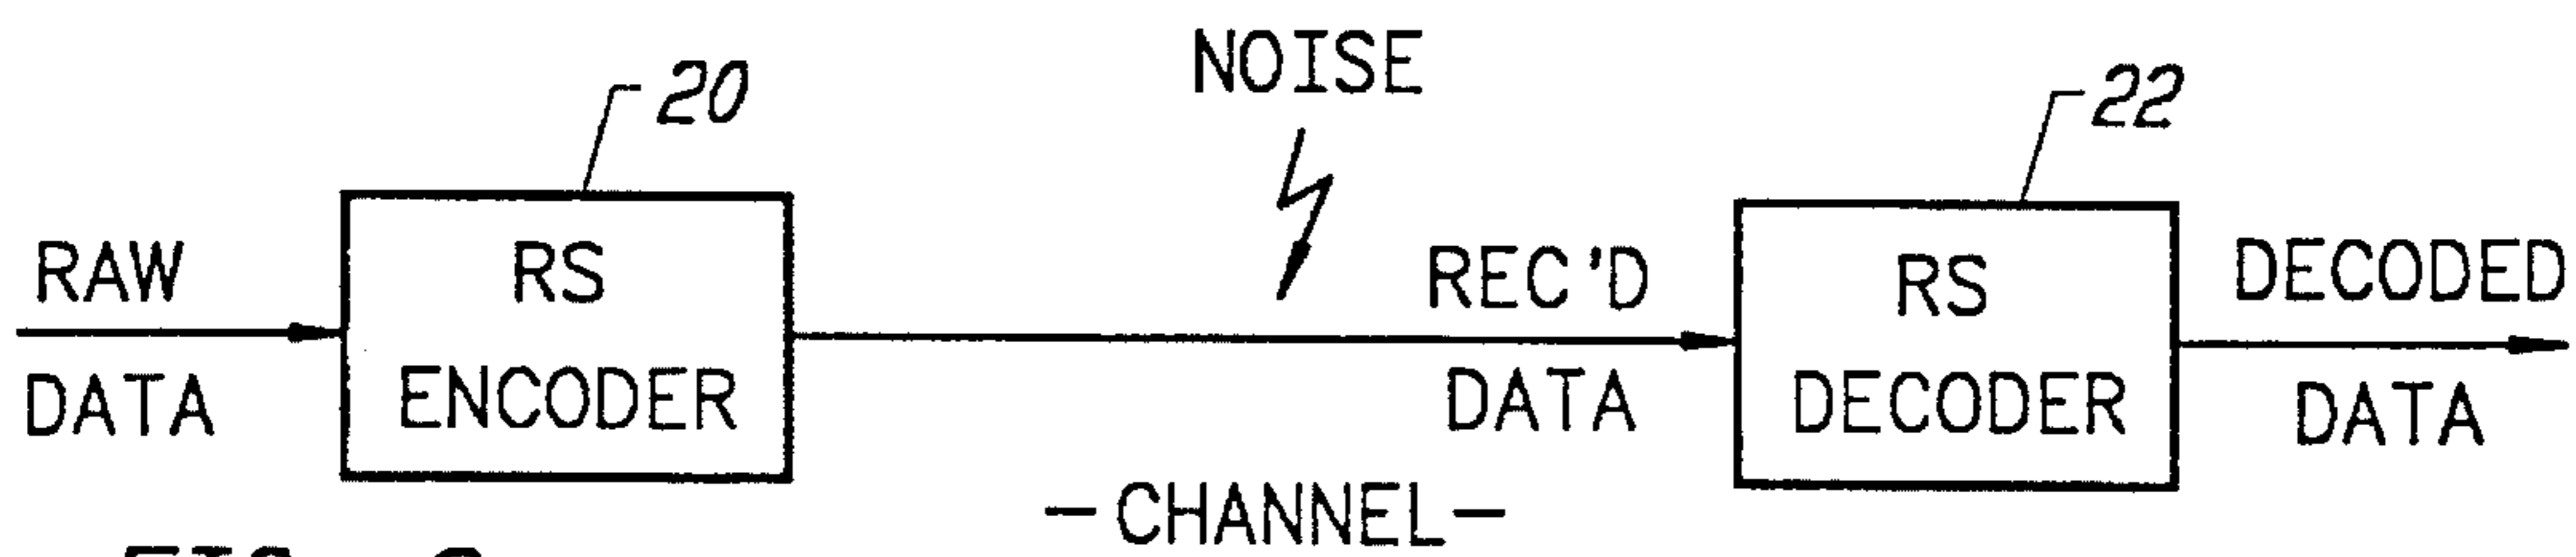 RAW
DATA
20
RS
ENCODER
NOISE
REC'D
DATA
-CHANNEL-
22
RS
DECODER
DECODED
DATA